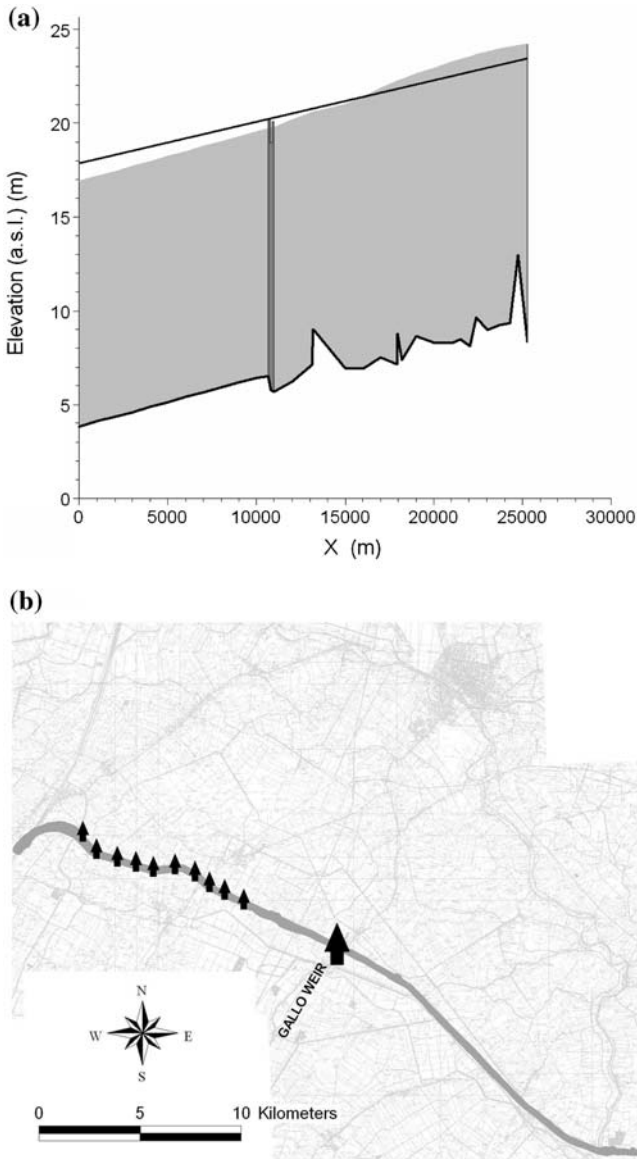 (a)
25
20
15
10
5
0
Elevation (a.s.l.) (m)
0 5000 10000 15000 20000 25000 30000
X (m)
(b)
GALLO WEIR
N
W E
S
0 5 10 Kilometers